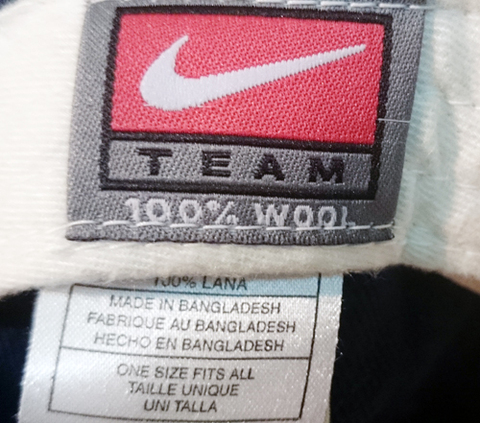 TEAM
100% WOOL
100% LANA
MADE IN BANGLADESH
FABRIQUE AU BANGLADESH
HECHO EN BANGLADESH
ONE SIZE FITS ALL
TAILLE UNIQUE
UNI TALLA